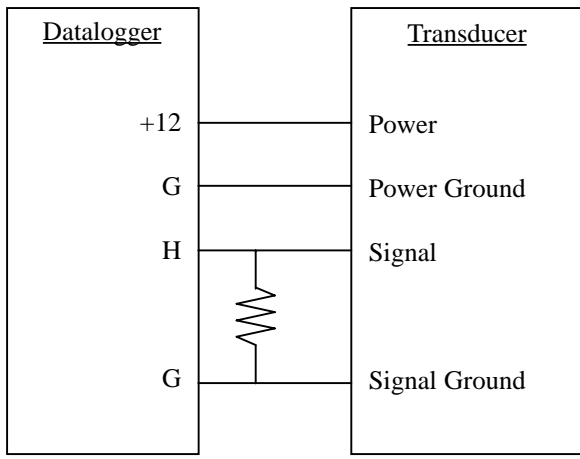 Datalogger
Transducer
+12
Power
G
Power Ground
H
Signal
G
Signal Ground